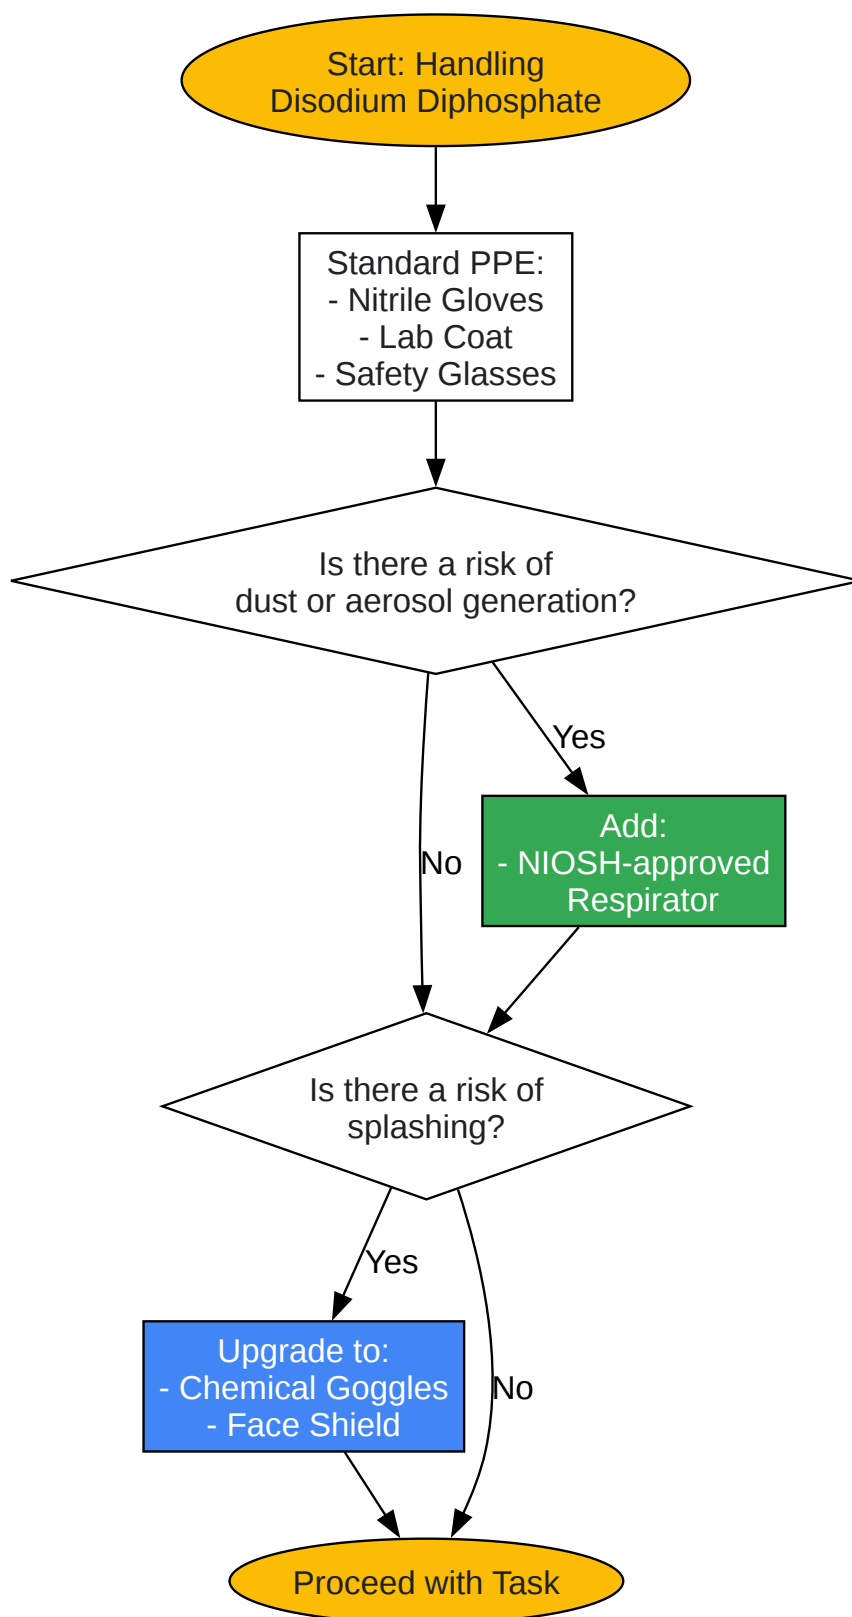 Start: Handling
Disodium Diphosphate
Standard PPE:
- Nitrile Gloves
- Lab Coat
- Safety Glasses
Is there a risk of
dust or aerosol generation?
Yes
Add:
- NIOSH-approved
Respirator
No
Is there a risk of
splashing?
Yes
Upgrade to:
- Chemical Goggles
- Face Shield
No
Proceed with Task